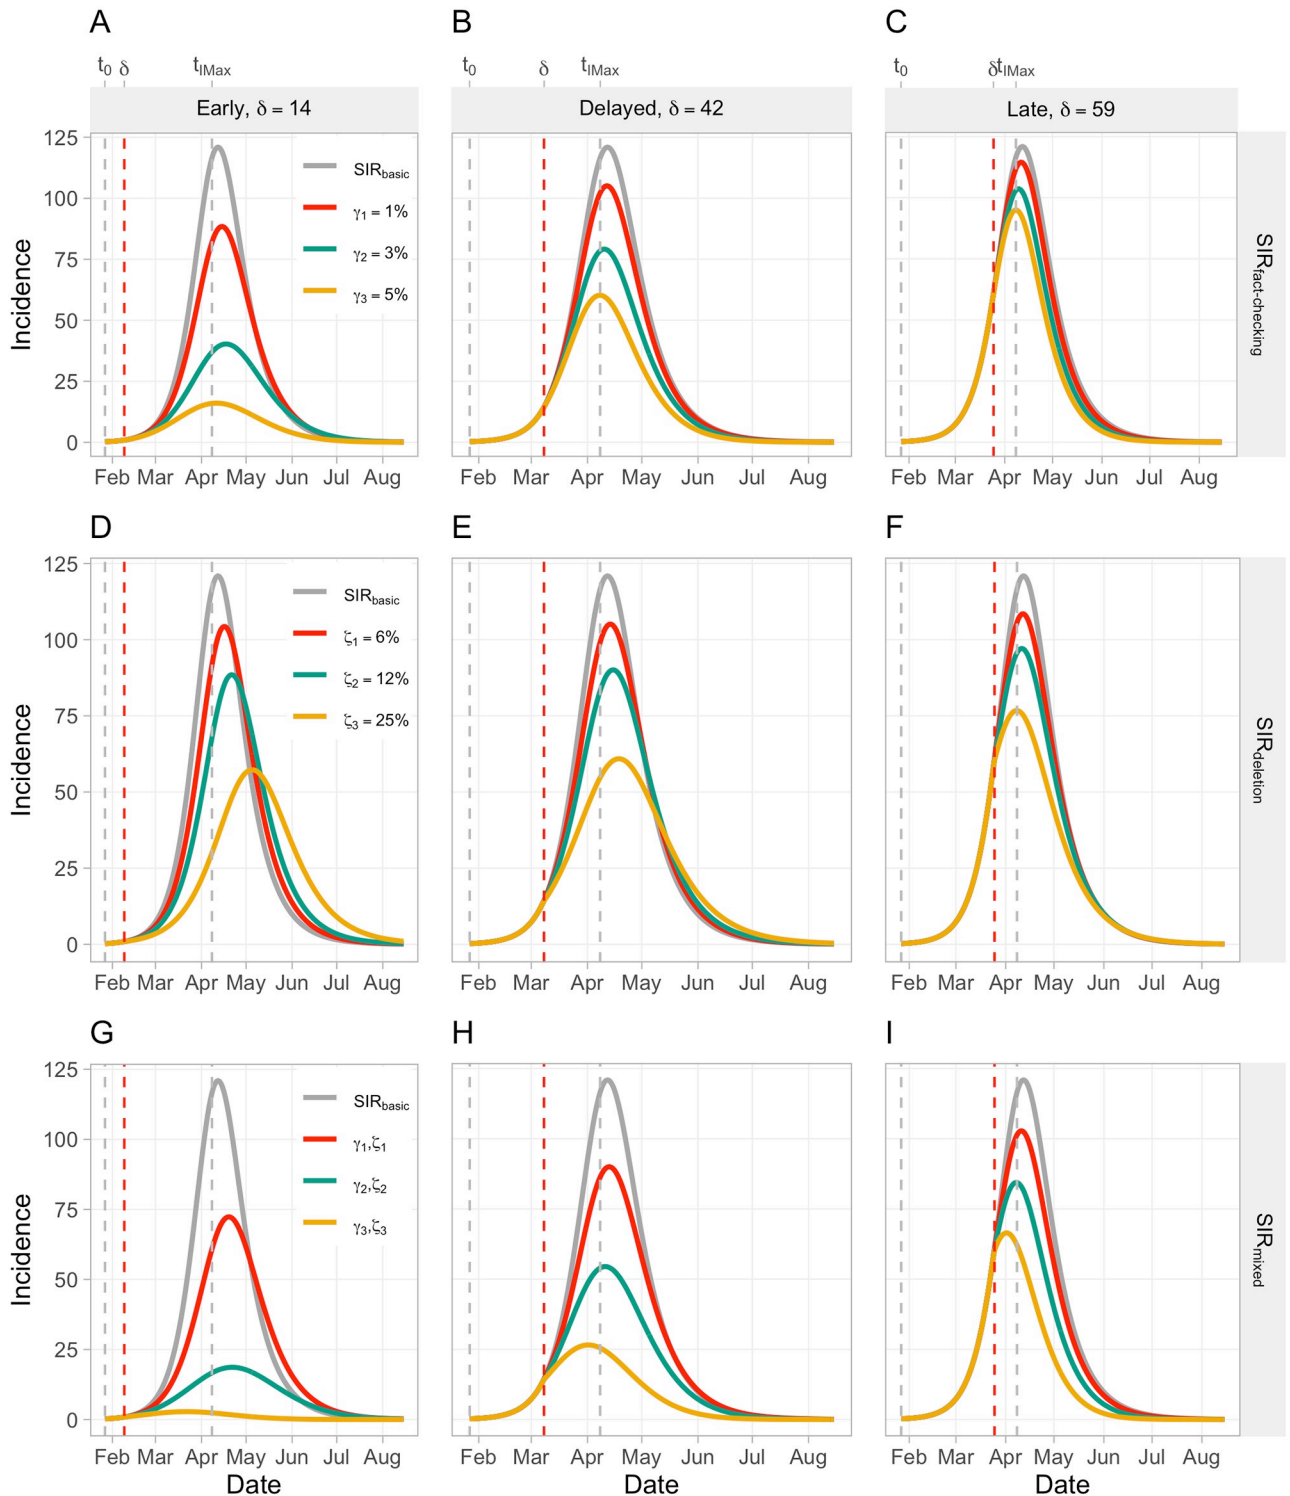 A B C
t0 δ tIMax t0 δ tIMax t0 δtIMax
Early, δ = 14 Delayed, δ = 42 Late, δ = 59
125
100
75
50
25
0
Incidence
SIRbasic
γ1 = 1%
γ2 = 3%
γ3 = 5%
SIRfact-checking
Feb Mar Apr May Jun Jul Aug Feb Mar Apr May Jun Jul Aug Feb Mar Apr May Jun Jul Aug
D E F
125
100
75
50
25
0
Incidence
SIRbasic
ζ1 = 6%
ζ2 = 12%
ζ3 = 25%
SIRdeletion
Feb Mar Apr May Jun Jul Aug Feb Mar Apr May Jun Jul Aug Feb Mar Apr May Jun Jul Aug
G H I
125
100
75
50
25
0
Incidence
SIRbasic
γ1,ζ1
γ2,ζ2
γ3,ζ3
SIRmixed
Feb Mar Apr May Jun Jul Aug Feb Mar Apr May Jun Jul Aug Feb Mar Apr May Jun Jul Aug
Date Date Date